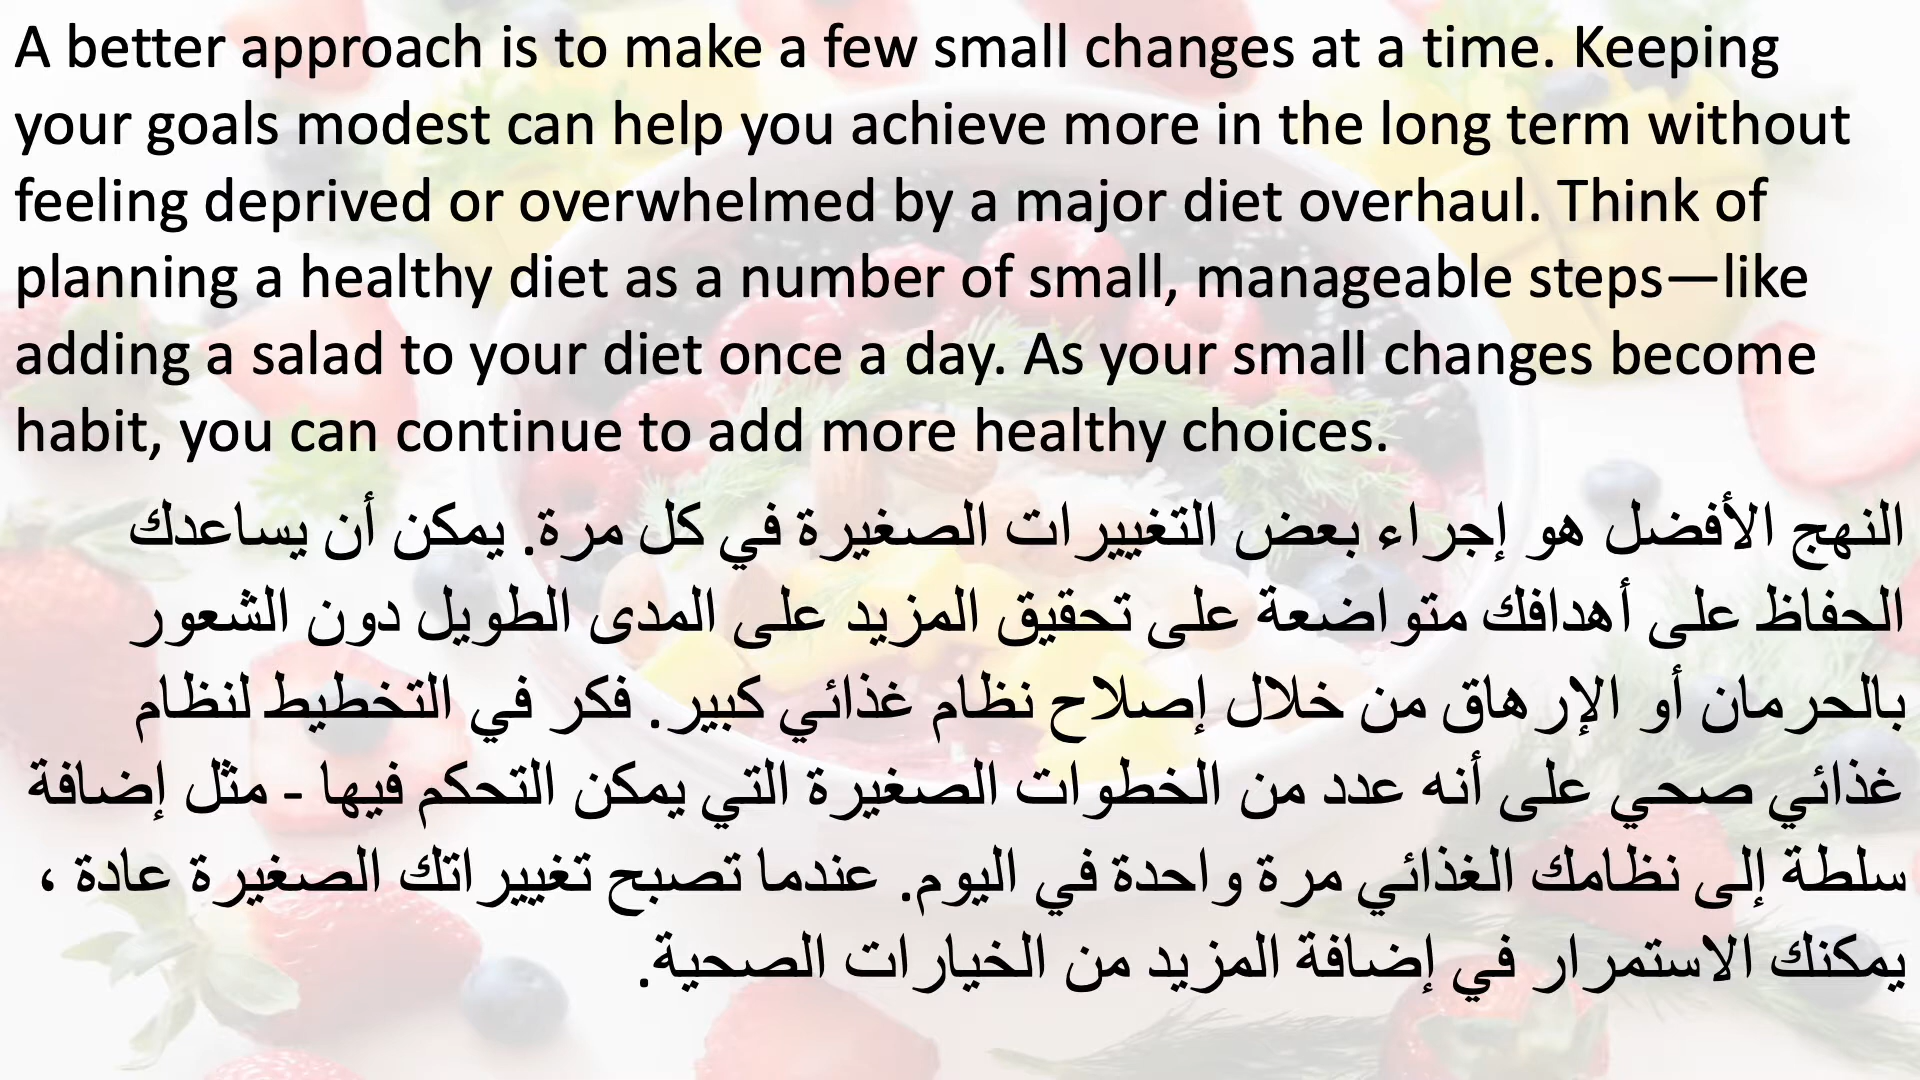 A better approach is to make a few small changes at a time. Keeping
your goals modest can help you achieve more in the long term without
feeling deprived or overwhelmed by a major diet overhaul. Think of
planning a healthy diet as a number of small, manageable steps—like
adding a salad to your diet once a day. As your small changes become
habit, you can continue to add more healthy choices.
النهج الأفضل هو إجراء بعض التغييرات الصغيرة في كل مرة. يمكن أن يساعدك
الحفاظ على أهدافك متواضعة على تحقيق المزيد على المدى الطويل دون الشعور
بالحرمان أو الإرهاق من خلال إصلاح نظام غذائي كبير. فكر في التخطيط لنظام
غذائي صحي على أنه عدد من الخطوات الصغيرة التي يمكن التحكم فيها - مثل إضافة
سلطة إلى نظامك الغذائي مرة واحدة في اليوم. عندما تصبح تغييراتك الصغيرة عادة ،
يمكنك الاستمرار في إضافة المزيد من الخيارات الصحية.